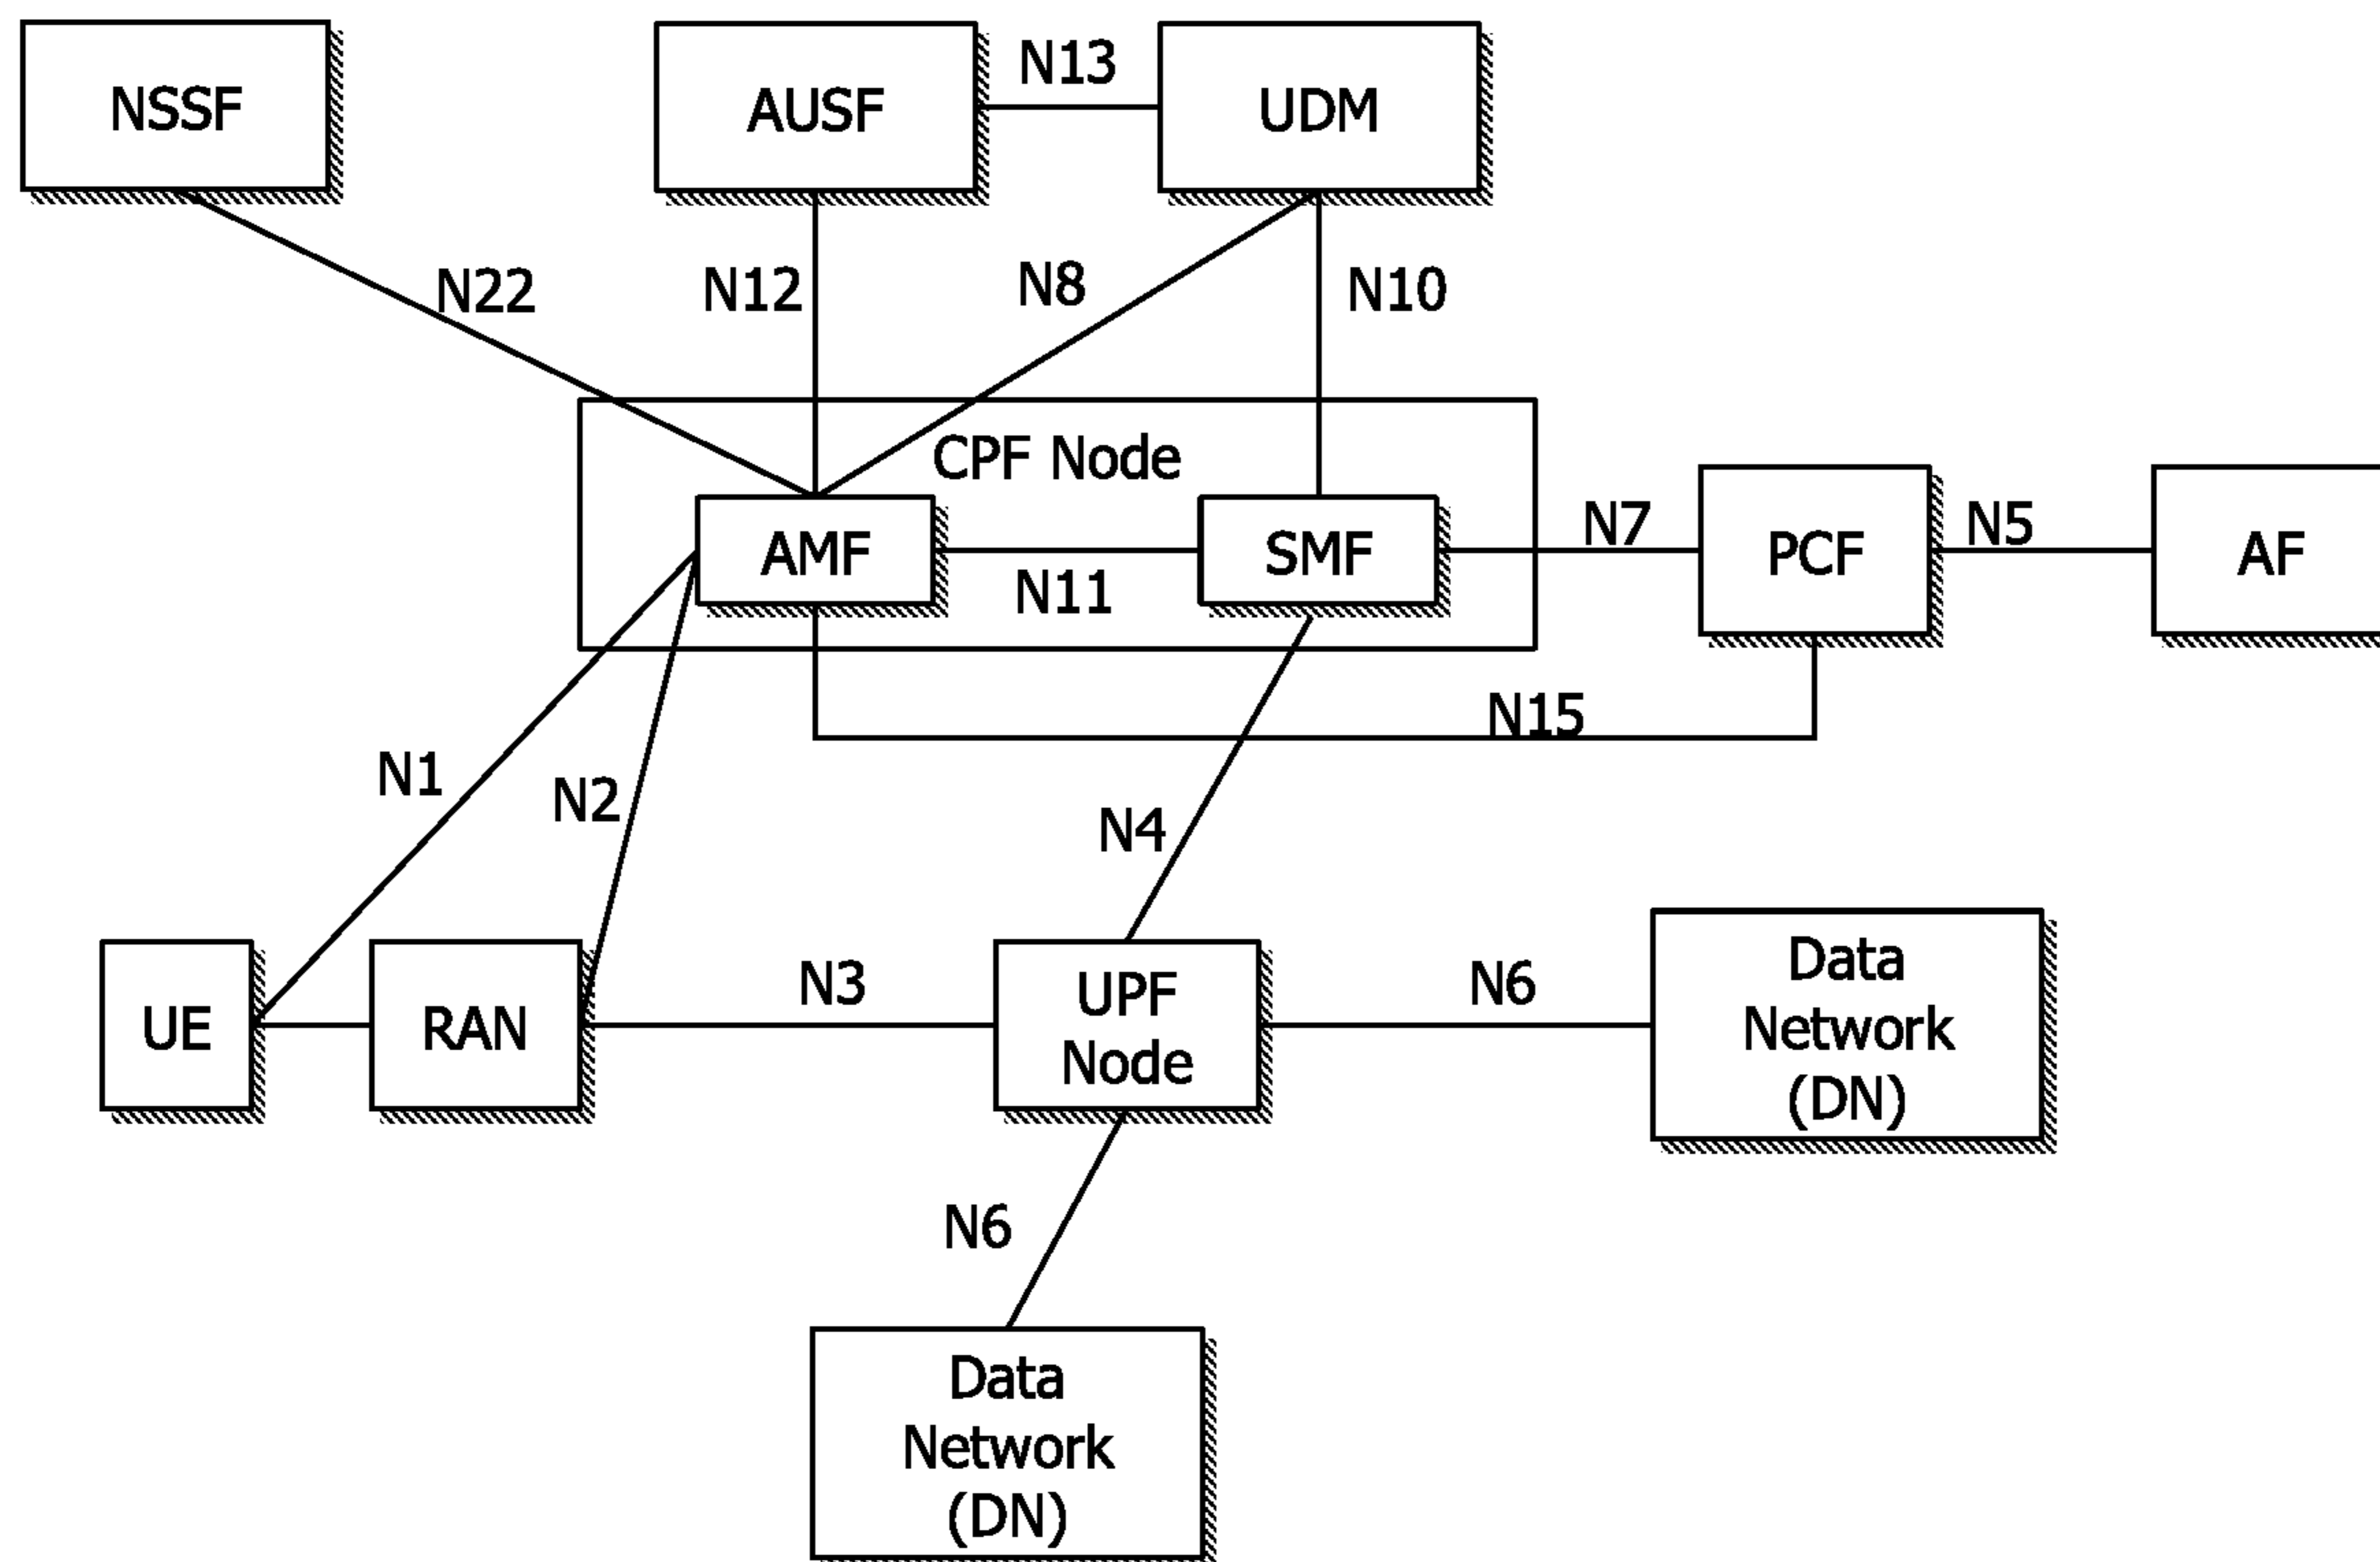 NSSF
AUSF
N13
UDM
N22
N12
N8
N10
CPF Node
AMF
N11
SMF
N7
PCF
N5
AF
N15
N1
N2
N4
UE
RAN
N3
UPF
Node
N6
Data
Network
(DN)
N6
Data
Network
(DN)